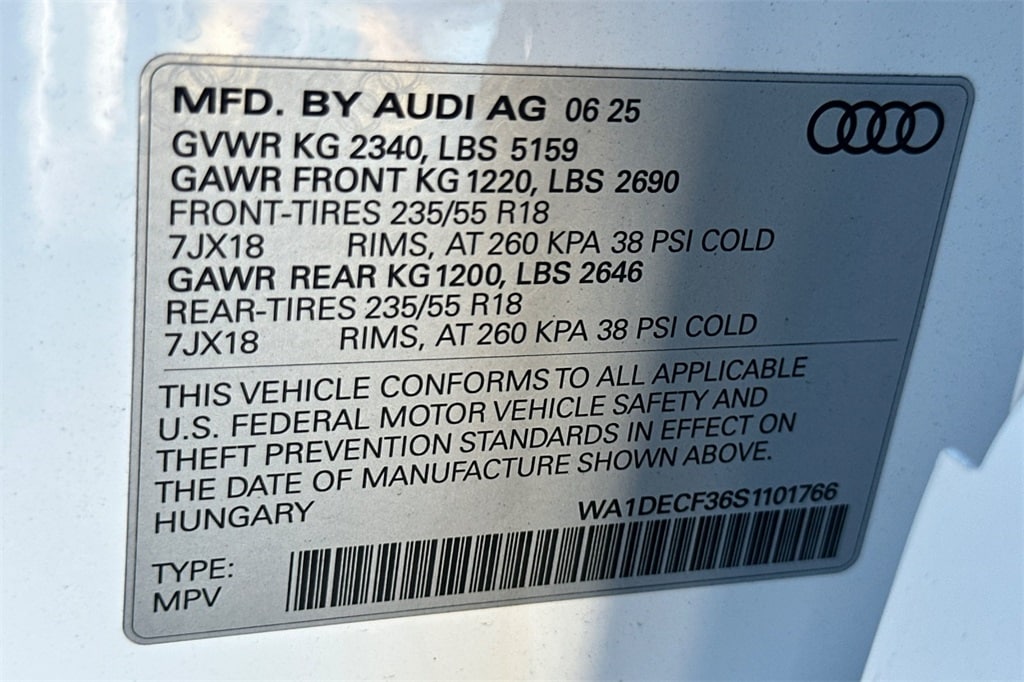 MFD. BY AUDI AG 06 25
GVWR KG 2340, LBS 5159
GAWR FRONT KG 1220, LBS 2690
FRONT-TIRES 235/55 R18
7JX18 RIMS, AT 260 KPA 38 PSI COLD
GAWR REAR KG 1200, LBS 2646
REAR-TIRES 235/55 R18
7JX18 RIMS, AT 260 KPA 38 PSI COLD
THIS VEHICLE CONFORMS TO ALL APPLICABLE
U.S. FEDERAL MOTOR VEHICLE SAFETY AND
THEFT PREVENTION STANDARDS IN EFFECT ON
THE DATE OF MANUFACTURE SHOWN ABOVE.
HUNGARY WA1DECF36S1101766
TYPE:
MPV